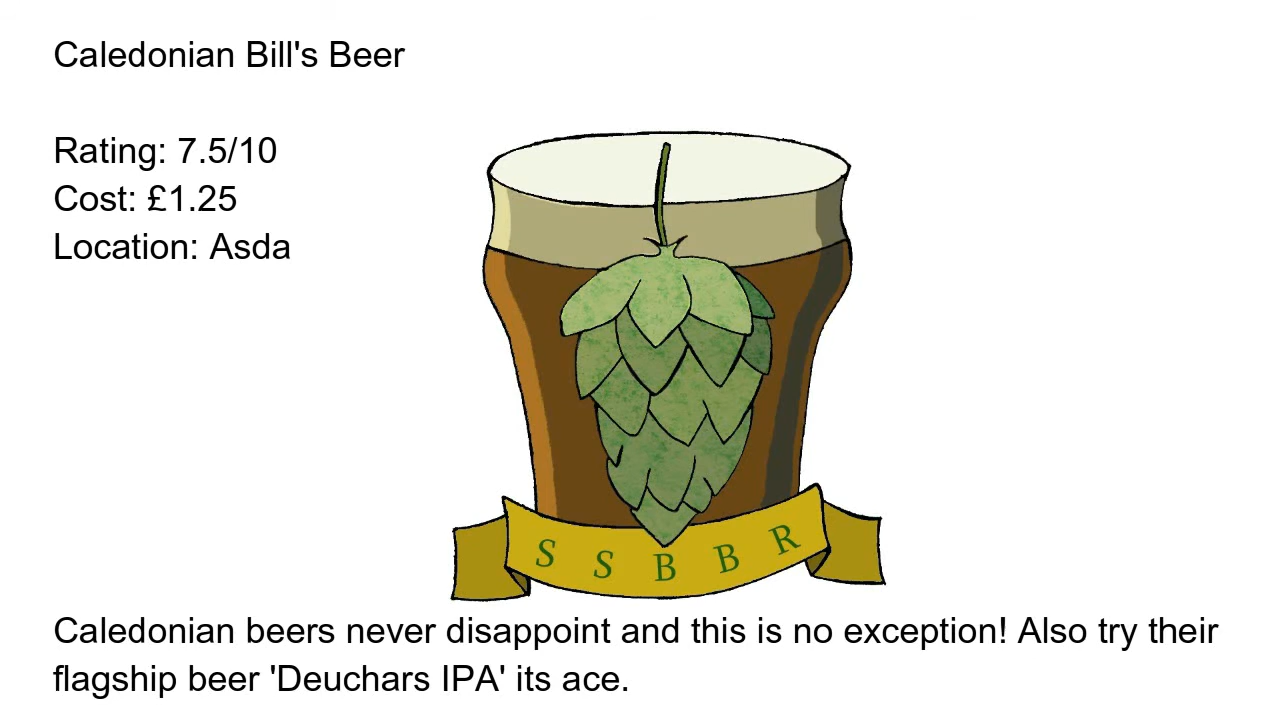 Caledonian Bill's Beer
Rating: 7.5/10
Cost: £1.25
Location: Asda
S S B B R
Caledonian beers never disappoint and this is no exception! Also try their
flagship beer 'Deuchars IPA' its ace.